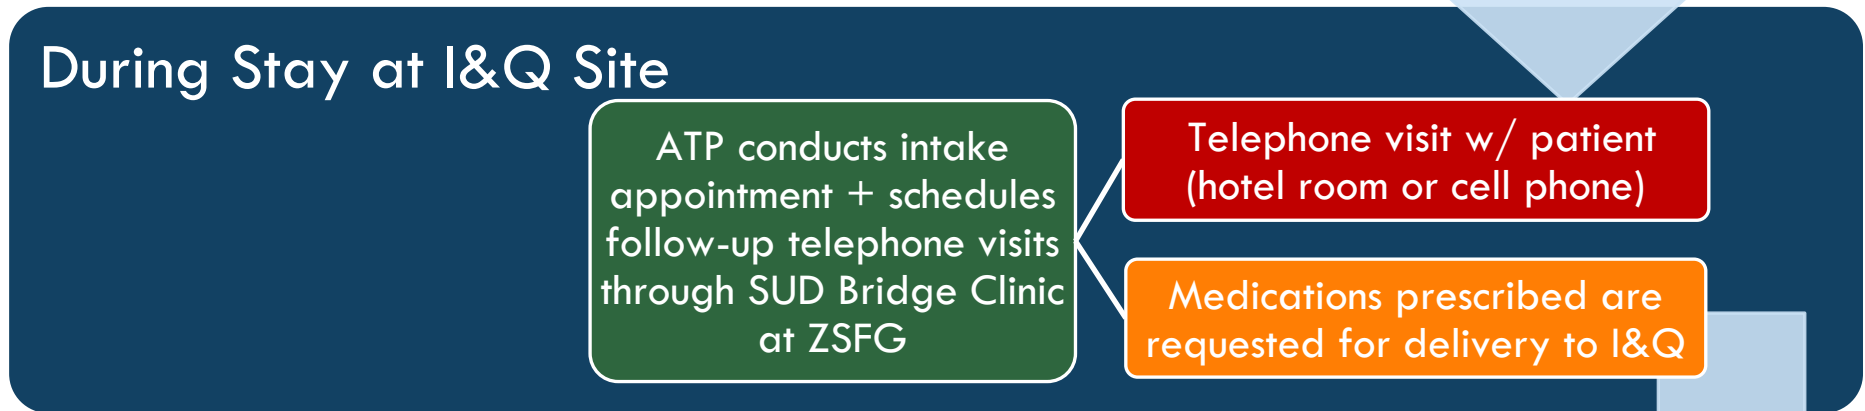 During Stay at I&Q Site
ATP conducts intake
appointment + schedules
follow-up telephone visits
through SUD Bridge Clinic
at ZSFG
Telephone visit w/ patient
(hotel room or cell phone)
Medications prescribed are
requested for delivery to I&Q